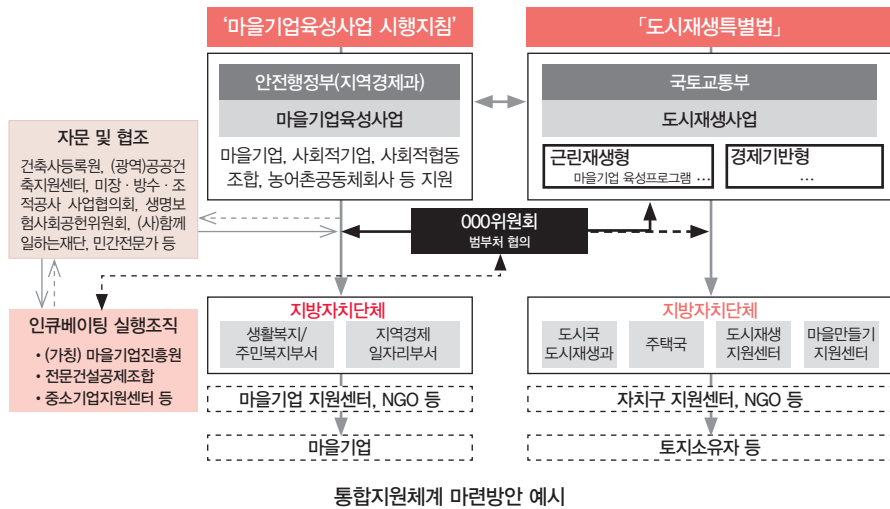 ‘마을기업육성사업 시행지침’
「도시재생특별법」
안전행정부(지역경제과)
마을기업육성사업
마을기업, 사회적기업, 사회적협동
조합, 농어촌공동체회사 등 지원
국토교통부
도시재생사업
근린재생형
마을기업 육성프로그램 …
경제기반형
…
자문 및 협조
건축사등록원, (광역)공공건
축지원센터, 미장 · 방수 · 조
적공사 사업협의회, 생명보
험사회공헌위원회, (사)함께
일하는재단, 민간전문가 등
000위원회
범부처 협의
인큐베이팅 실행조직
• (가칭) 마을기업진흥원
• 전문건설공제조합
• 중소기업지원센터 등
지방자치단체
생활복지/
주민복지부서
지역경제
일자리부서
마을기업 지원센터, NGO 등
마을기업
지방자치단체
도시국
도시재생과
주택국
도시재생
지원센터
마을만들기
지원센터
자치구 지원센터, NGO 등
토지소유자 등
통합지원체계 마련방안 예시